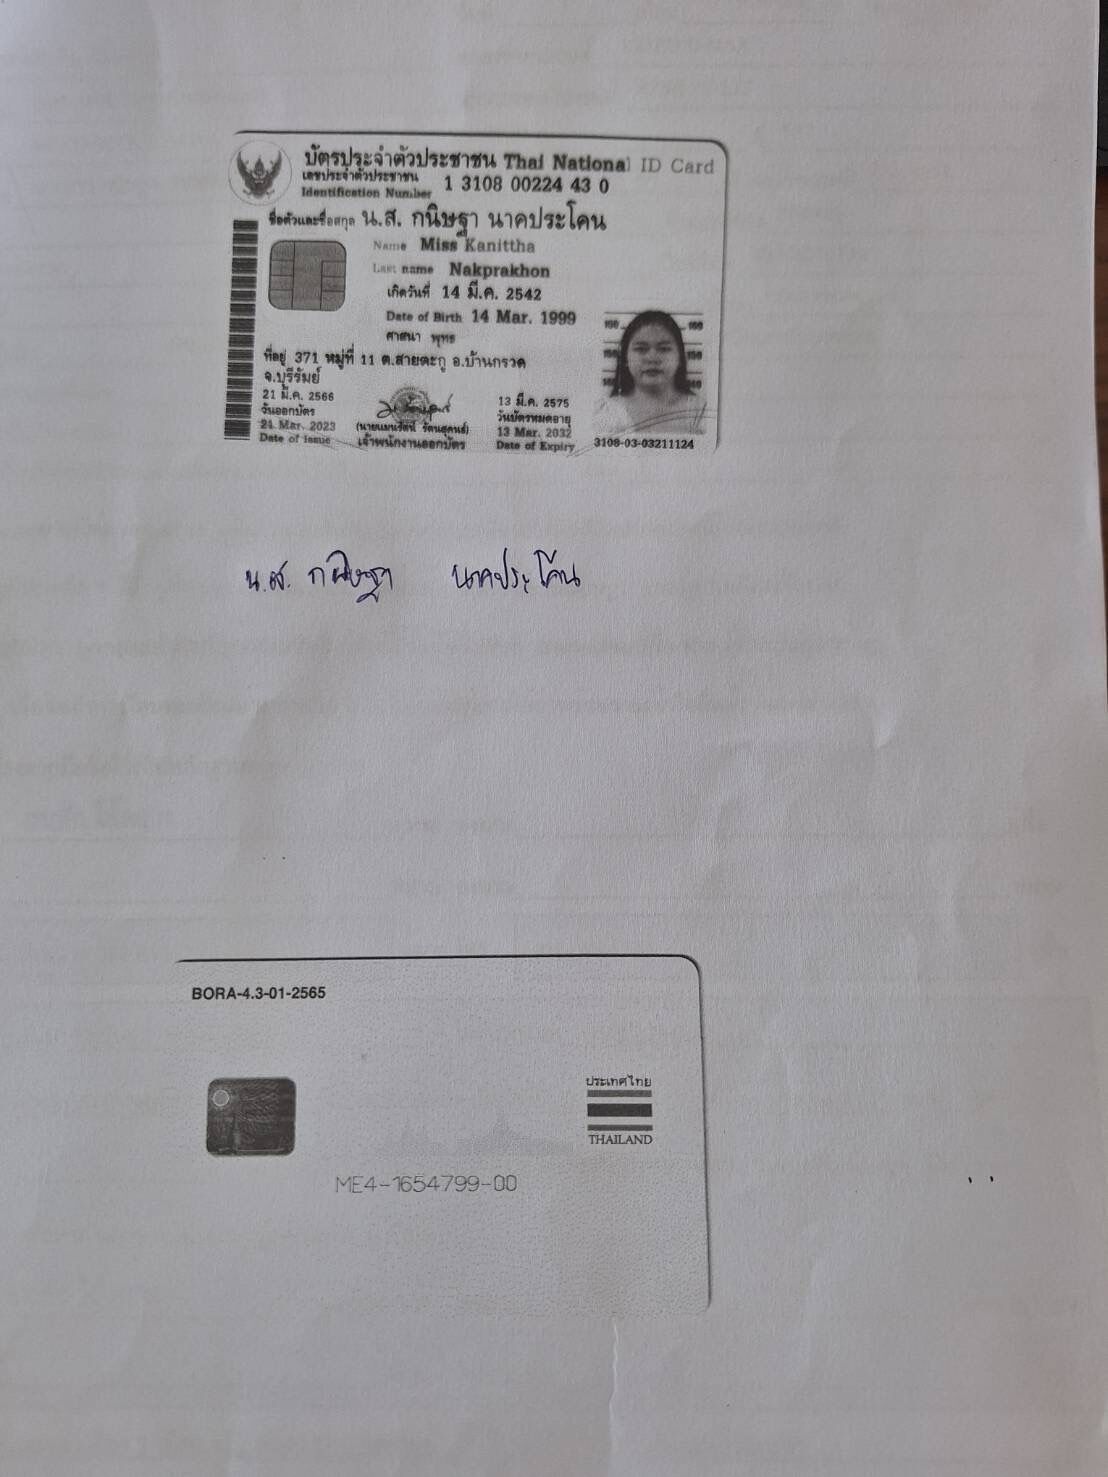 บัตรประจำตัวประชาชน Thai National ID Card
เลขประจำตัวประชาชน
Identification Number 1 3108 00224 43 0
ชื่อตัวและชื่อสกุล น.ส. กนิษฐา นาคประโคน
Name Miss Kanittha
Last name Nakprakhon
เกิดวันที่ 14 มี.ค. 2542
Date of Birth 14 Mar. 1999
ศาสนา พุทธ
ที่อยู่ 371 หมู่ที่ 11 ต.สายตะกู อ.บ้านกรวด
จ.บุรีรัมย์
21 มี.ค. 2566
วันออกบัตร
21 Mar. 2023
Date of Issue
เจ้าพนักงานออกบัตร
13 มี.ค. 2575
วันบัตรหมดอายุ
13 Mar. 2032
Date of Expiry
3108-03-03211124
น.ส. กนิษฐา นาคประโคน
BORA-4.3-01-2565
ประเทศไทย
THAILAND
ME4-1654799-00